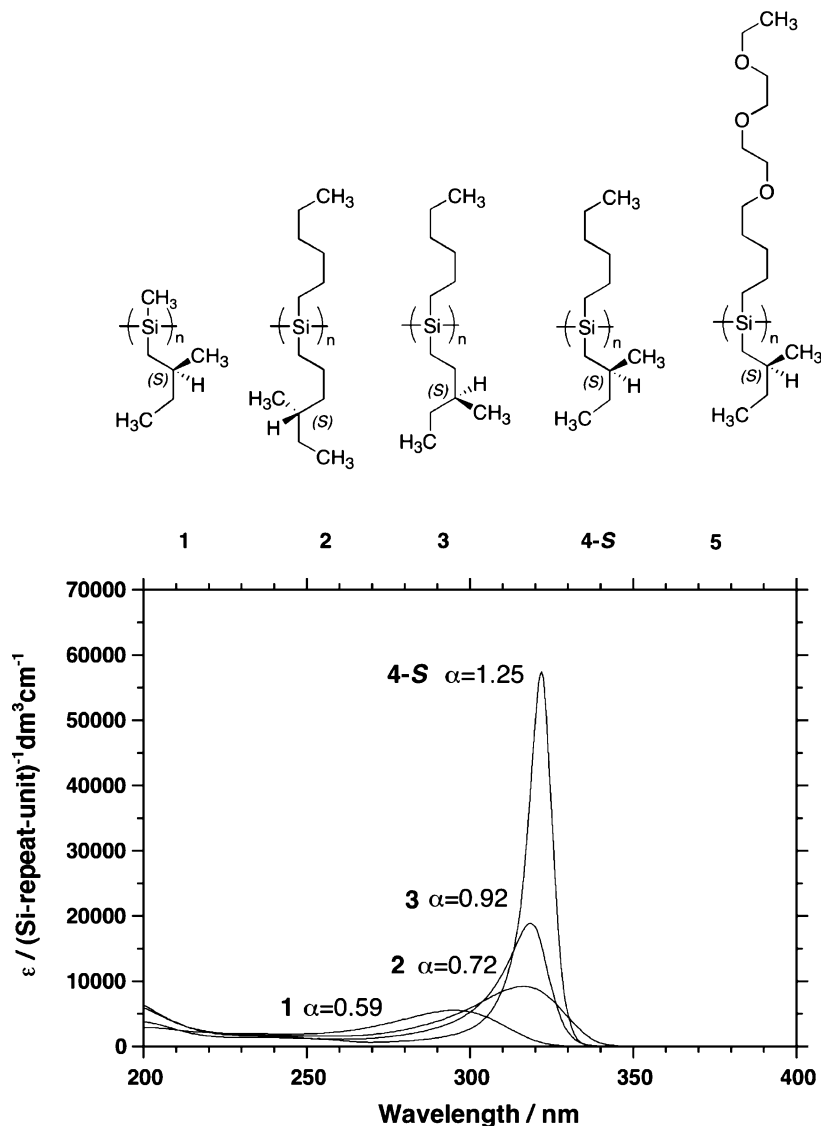 CH₃
(Si)n
CH₃
(S) H
H₃C
CH₃
(Si)n
H₃C
H (S)
CH₃
CH₃
(Si)n
(S) H
CH₃
H₃C
CH₃
(Si)n
CH₃
(S) H
H₃C
CH₃
O
O
O
(Si)n
CH₃
(S) H
H₃C
1 2 3 4-S 5
70000
60000
50000
40000
30000
20000
10000
0
ε / (Si-repeat-unit)⁻¹dm³cm⁻¹
4-S α=1.25
3 α=0.92
2 α=0.72
1 α=0.59
200 250 300 350 400
Wavelength / nm